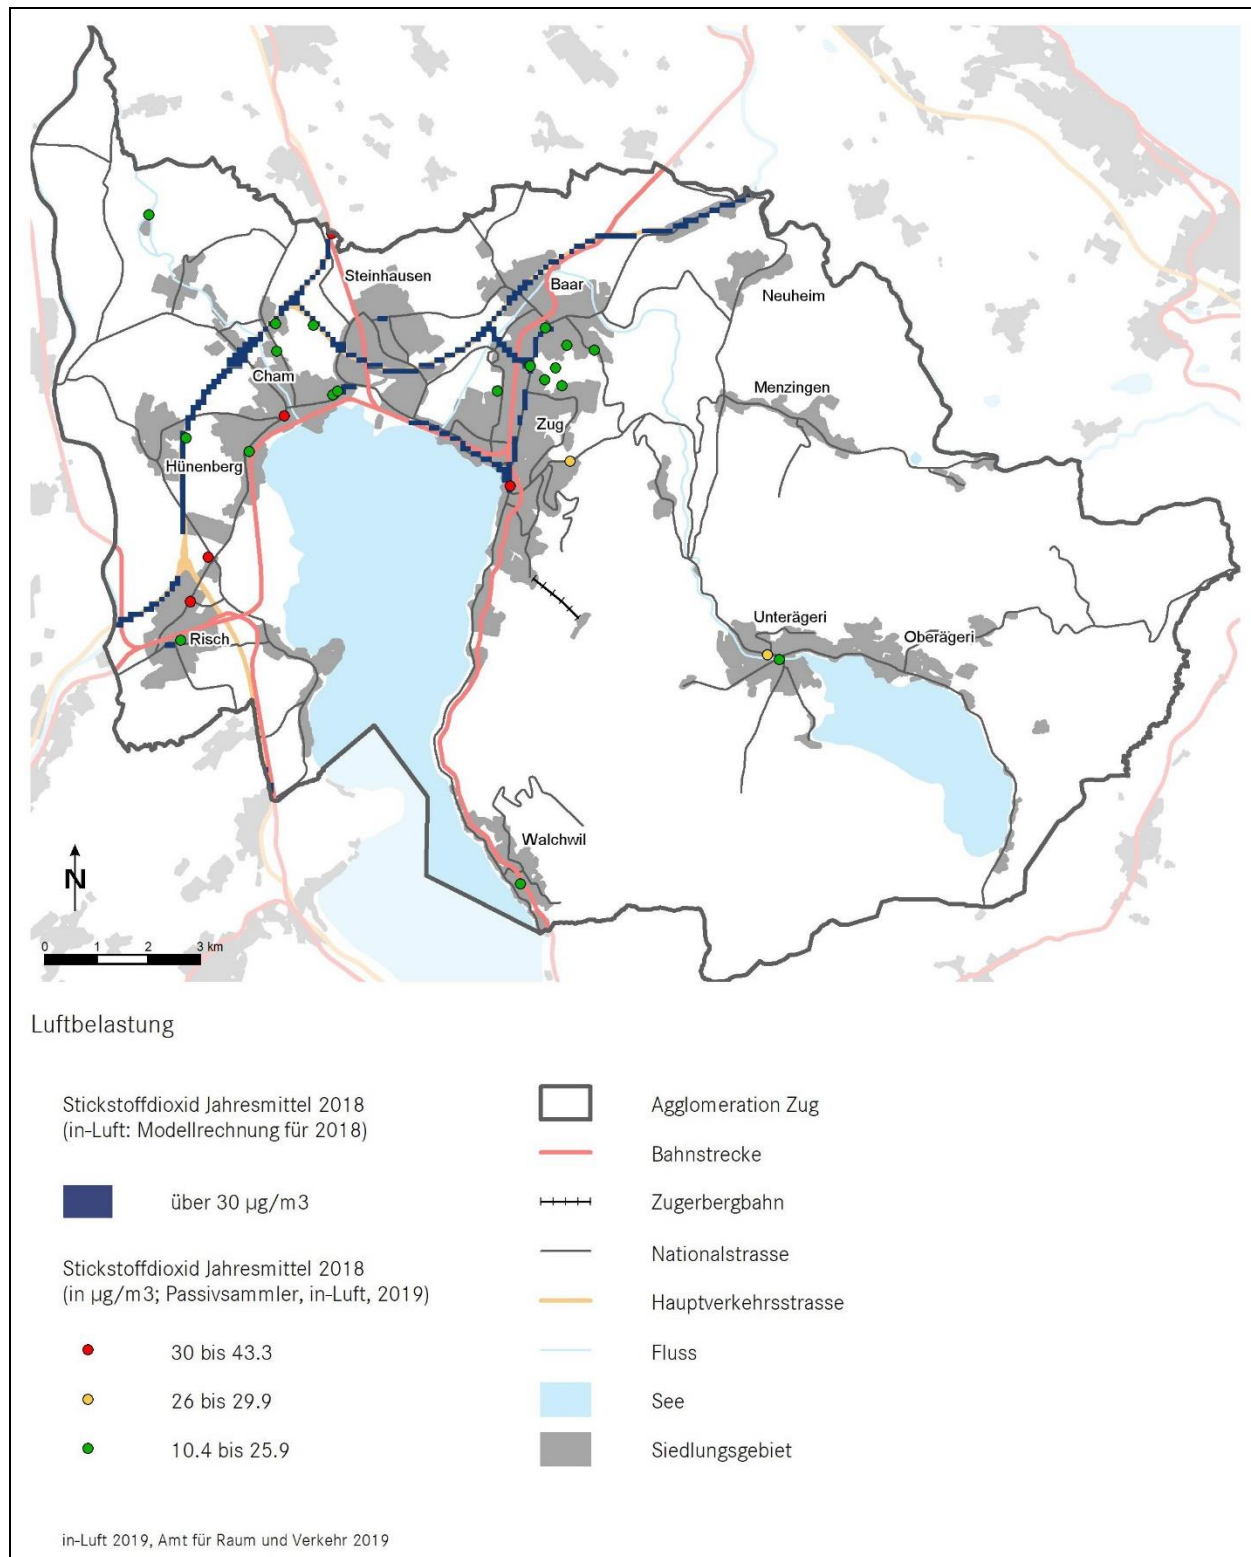 Steinhausen
Baar
Neuheim
Cham
Menzingen
Zug
Hünenberg
Unterägeri
Oberägeri
Risch
Walchwil
N
0 1 2 3 km
Luftbelastung
Stickstoffdioxid Jahresmittel 2018
(in-Luft: Modellrechnung für 2018)
über 30 µg/m3
Stickstoffdioxid Jahresmittel 2018
(in µg/m3; Passivsammler, in-Luft, 2019)
30 bis 43.3
26 bis 29.9
10.4 bis 25.9
Agglomeration Zug
Bahnstrecke
Zugerbergbahn
Nationalstrasse
Hauptverkehrsstrasse
Fluss
See
Siedlungsgebiet
in-Luft 2019, Amt für Raum und Verkehr 2019